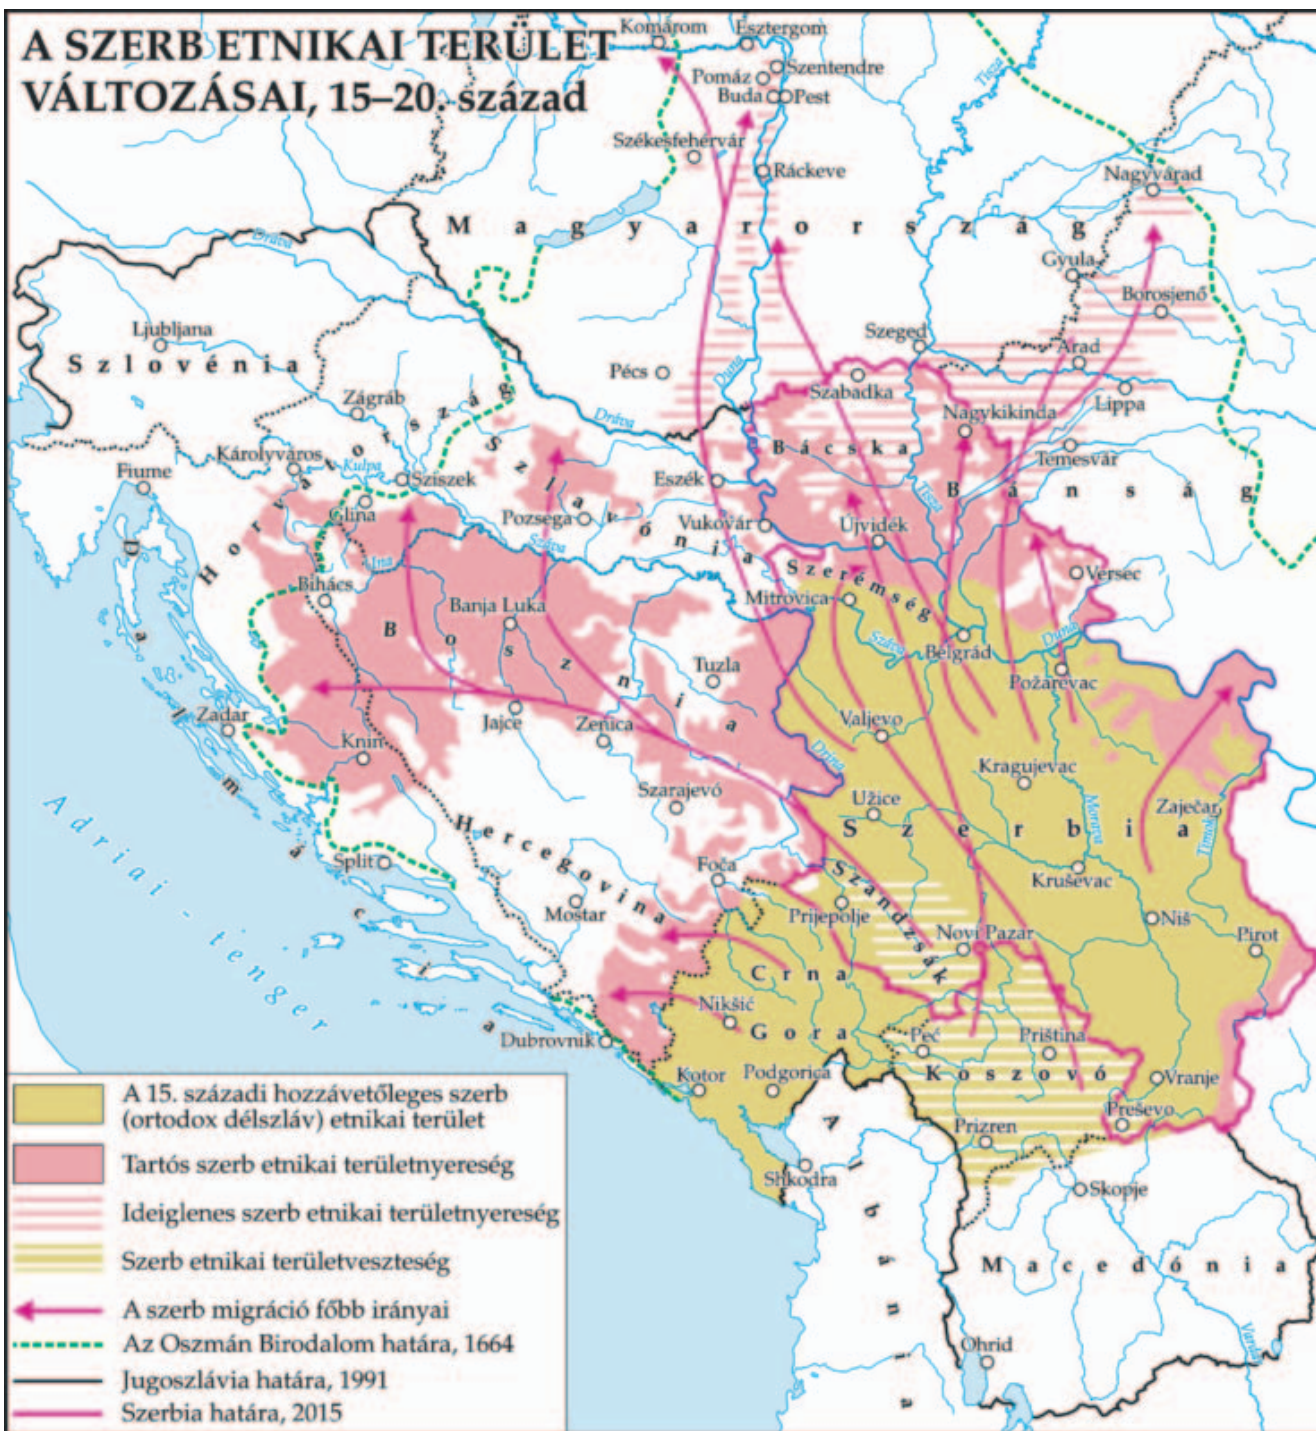 A SZERB ETNIKAI TERÜLET
VÁLTOZÁSAI, 15–20. század
Komárom
Esztergom
Szentendre
Pomáz
Buda
Pest
Tisza
Székesfehérvár
Ráckeve
Nagyvárad
Magyarország
Dráva
Gyula
Borosjenő
Ljubljana
Szlovénia
Szeged
Arad
Pécs
Duna
Szabadka
Lippa
Zágráb
Dráva
Nagykikinda
Horvátország
Szlavónia
Bácska
Temesvár
Károlyváros
Kulpa
Fiume
Sziszek
Eszék
Tisza
Bánság
Glina
Pozsega
Vukovár
Újvidék
Száva
Una
Szerémség
Versec
Bihács
Mitrovica
Banja Luka
Száva
Belgrád
Duna
Bosznia
Tuzla
Požarevac
Dalmácia
Zadar
Jajce
Zenica
Valjevo
Drina
Knin
Kragujevac
Szarajevó
Užice
Morava
Zaječar
Timok
Szerbia
Adriai-tenger
Hercegovina
Split
Foča
Kruševac
Szandzsák
Mostar
Prijepolje
Niš
Novi Pazar
Pirot
Crna
Gora
Nikšić
Dubrovnik
Peć
Priština
Koszovó
Kotor
Podgorica
Vranje
Preševo
Prizren
Albánia
Shkodra
Skopje
Macedónia
Ohrid
Varda
A 15. századi hozzávetőleges szerb
(ortodox délszláv) etnikai terület
Tartós szerb etnikai területnyereség
Ideiglenes szerb etnikai területnyereség
Szerb etnikai területveszteség
A szerb migráció főbb irányai
Az Oszmán Birodalom határa, 1664
Jugoszlávia határa, 1991
Szerbia határa, 2015